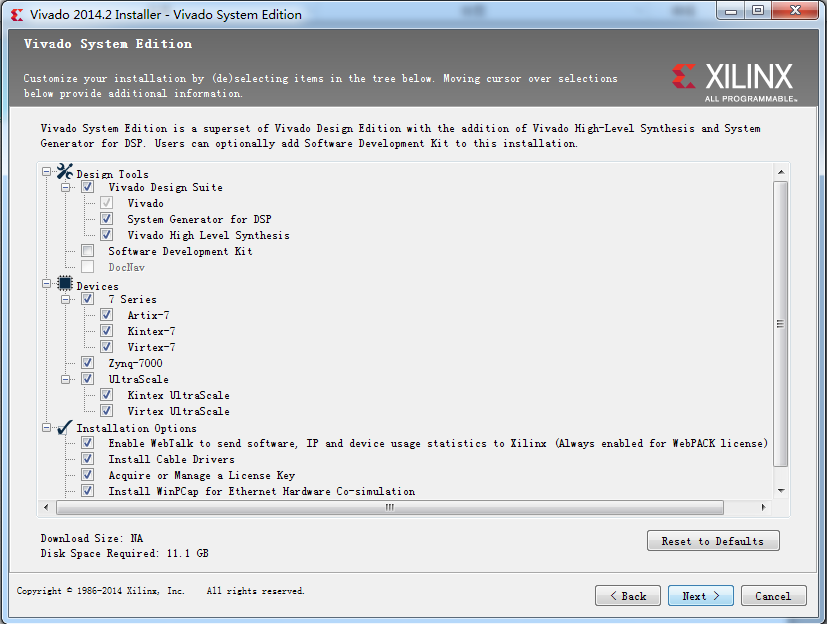 Vivado 2014.2 Installer - Vivado System Edition
Vivado System Edition
Customize your installation by (de)selecting items in the tree below. Moving cursor over selections
below provide additional information.
XILINX
ALL PROGRAMMABLE™
Vivado System Edition is a superset of Vivado Design Edition with the addition of Vivado High-Level Synthesis and System
Generator for DSP. Users can optionally add Software Development Kit to this installation.
Design Tools
Vivado Design Suite
Vivado
System Generator for DSP
Vivado High Level Synthesis
Software Development Kit
DocNav
Devices
7 Series
Artix-7
Kintex-7
Virtex-7
Zynq-7000
UltraScale
Kintex UltraScale
Virtex UltraScale
Installation Options
Enable WebTalk to send software, IP and device usage statistics to Xilinx (Always enabled for WebPACK license)
Install Cable Drivers
Acquire or Manage a License Key
Install WinPCap for Ethernet Hardware Co-simulation
Download Size: NA
Disk Space Required: 11.1 GB
Reset to Defaults
Copyright © 1986-2014 Xilinx, Inc. All rights reserved.
< Back
Next >
Cancel